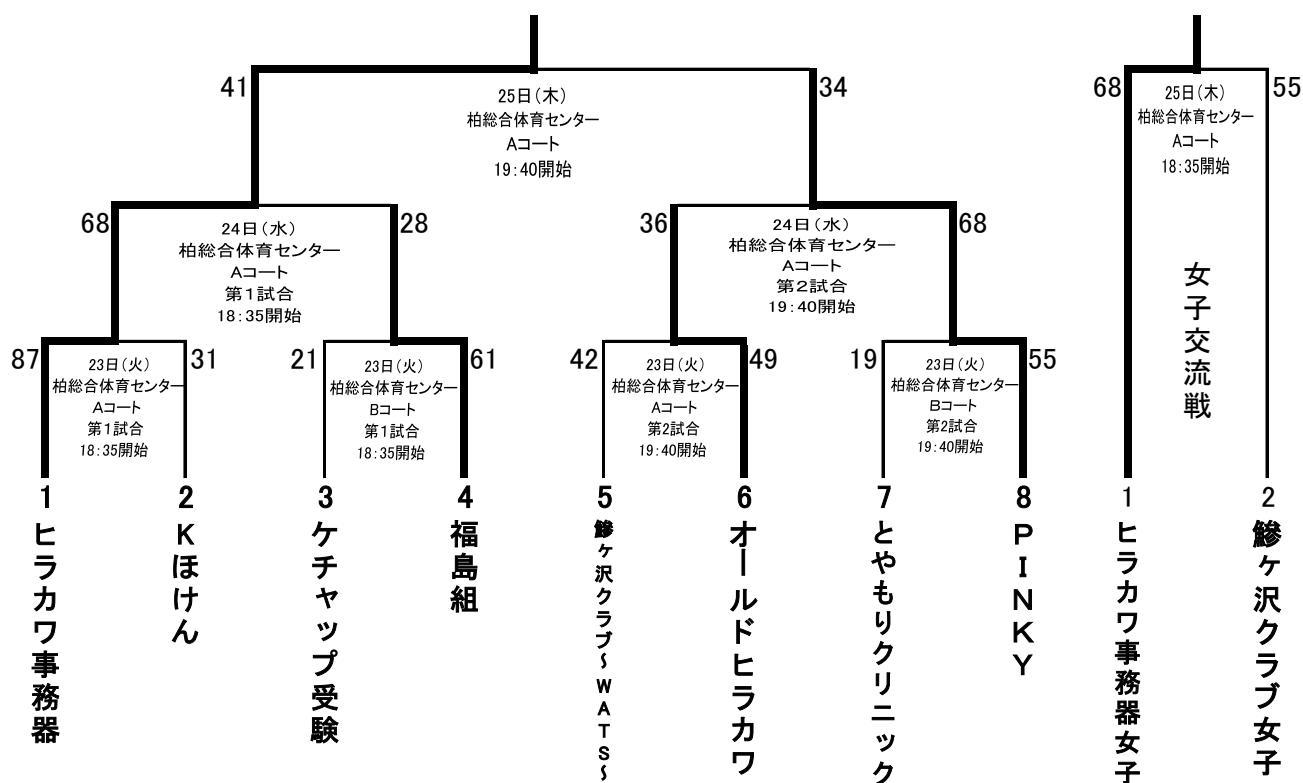 41
34
25日(木)
柏総合体育センター
Aコート
19:40開始
68
55
25日(木)
柏総合体育センター
Aコート
18:35開始
68
28
24日(水)
柏総合体育センター
Aコート
第1試合
18:35開始
36
68
24日(水)
柏総合体育センター
Aコート
第2試合
19:40開始
女子交流戦
87
31
23日(火)
柏総合体育センター
Aコート
第1試合
18:35開始
21
61
23日(火)
柏総合体育センター
Bコート
第1試合
18:35開始
42
49
23日(火)
柏総合体育センター
Aコート
第2試合
19:40開始
19
55
23日(火)
柏総合体育センター
Bコート
第2試合
19:40開始
1
ヒラカワ事務器
2
Kほけん
3
ケチャップ受験
4
福島組
5
鰺ヶ沢クラブ~WATS~
6
オールドヒラカワ
7
とやもりクリニック
8
PINKY
1
ヒラカワ事務器女子
2
鰺ヶ沢クラブ女子